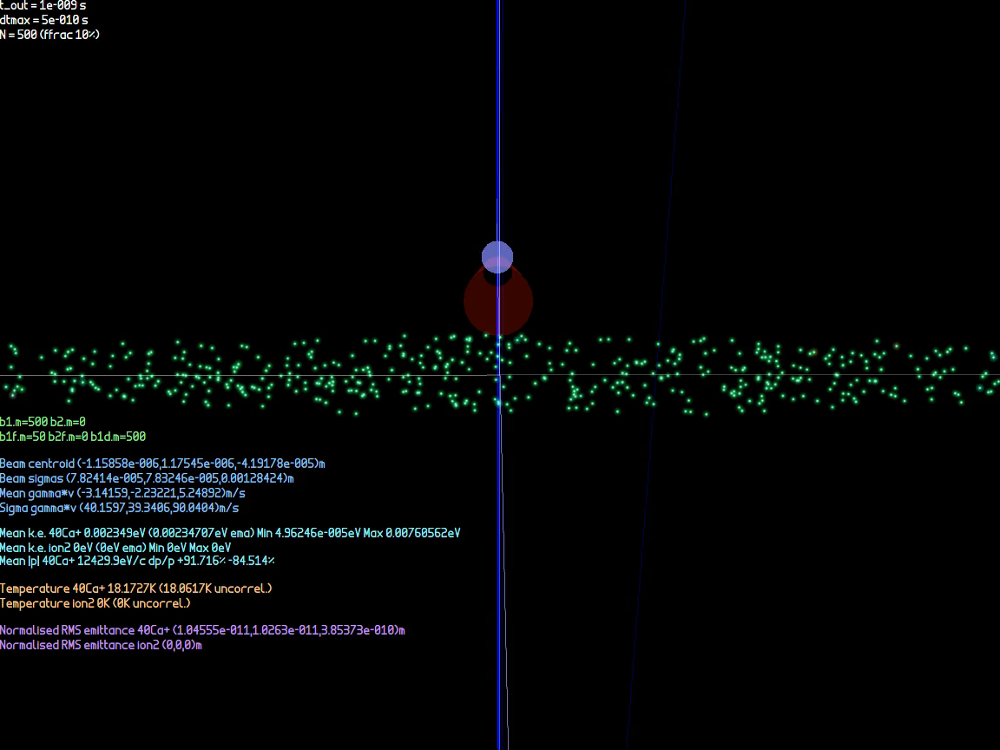 t_out = 1e-009 s
dtmax = 5e-010 s
N = 500 (ffrac 10%)
b1.m=500 b2.m=0
b1f.m=50 b2f.m=0 b1d.m=500
Beam centroid (-1.15858e-006,1.17545e-006,-4.19178e-005)m
Beam sigmas (7.82414e-005,7.83246e-005,0.00128424)m
Mean gamma*v (-3.14159,-2.23221,5.24892)m/s
Sigma gamma*v (40.1597,39.3406,90.0404)m/s
Mean k.e. 40Ca+ 0.002349eV (0.00234707eV ema) Min 4.96246e-005eV Max 0.00760562eV
Mean k.e. ion2 0eV (0eV ema) Min 0eV Max 0eV
Mean |p| 40Ca+ 12429.9eV/c dp/p +91.716% -84.514%
Temperature 40Ca+ 18.1727K (18.0617K uncorrel.)
Temperature ion2 0K (0K uncorrel.)
Normalised RMS emittance 40Ca+ (1.04555e-011,1.0263e-011,3.85373e-010)m
Normalised RMS emittance ion2 (0,0,0)m